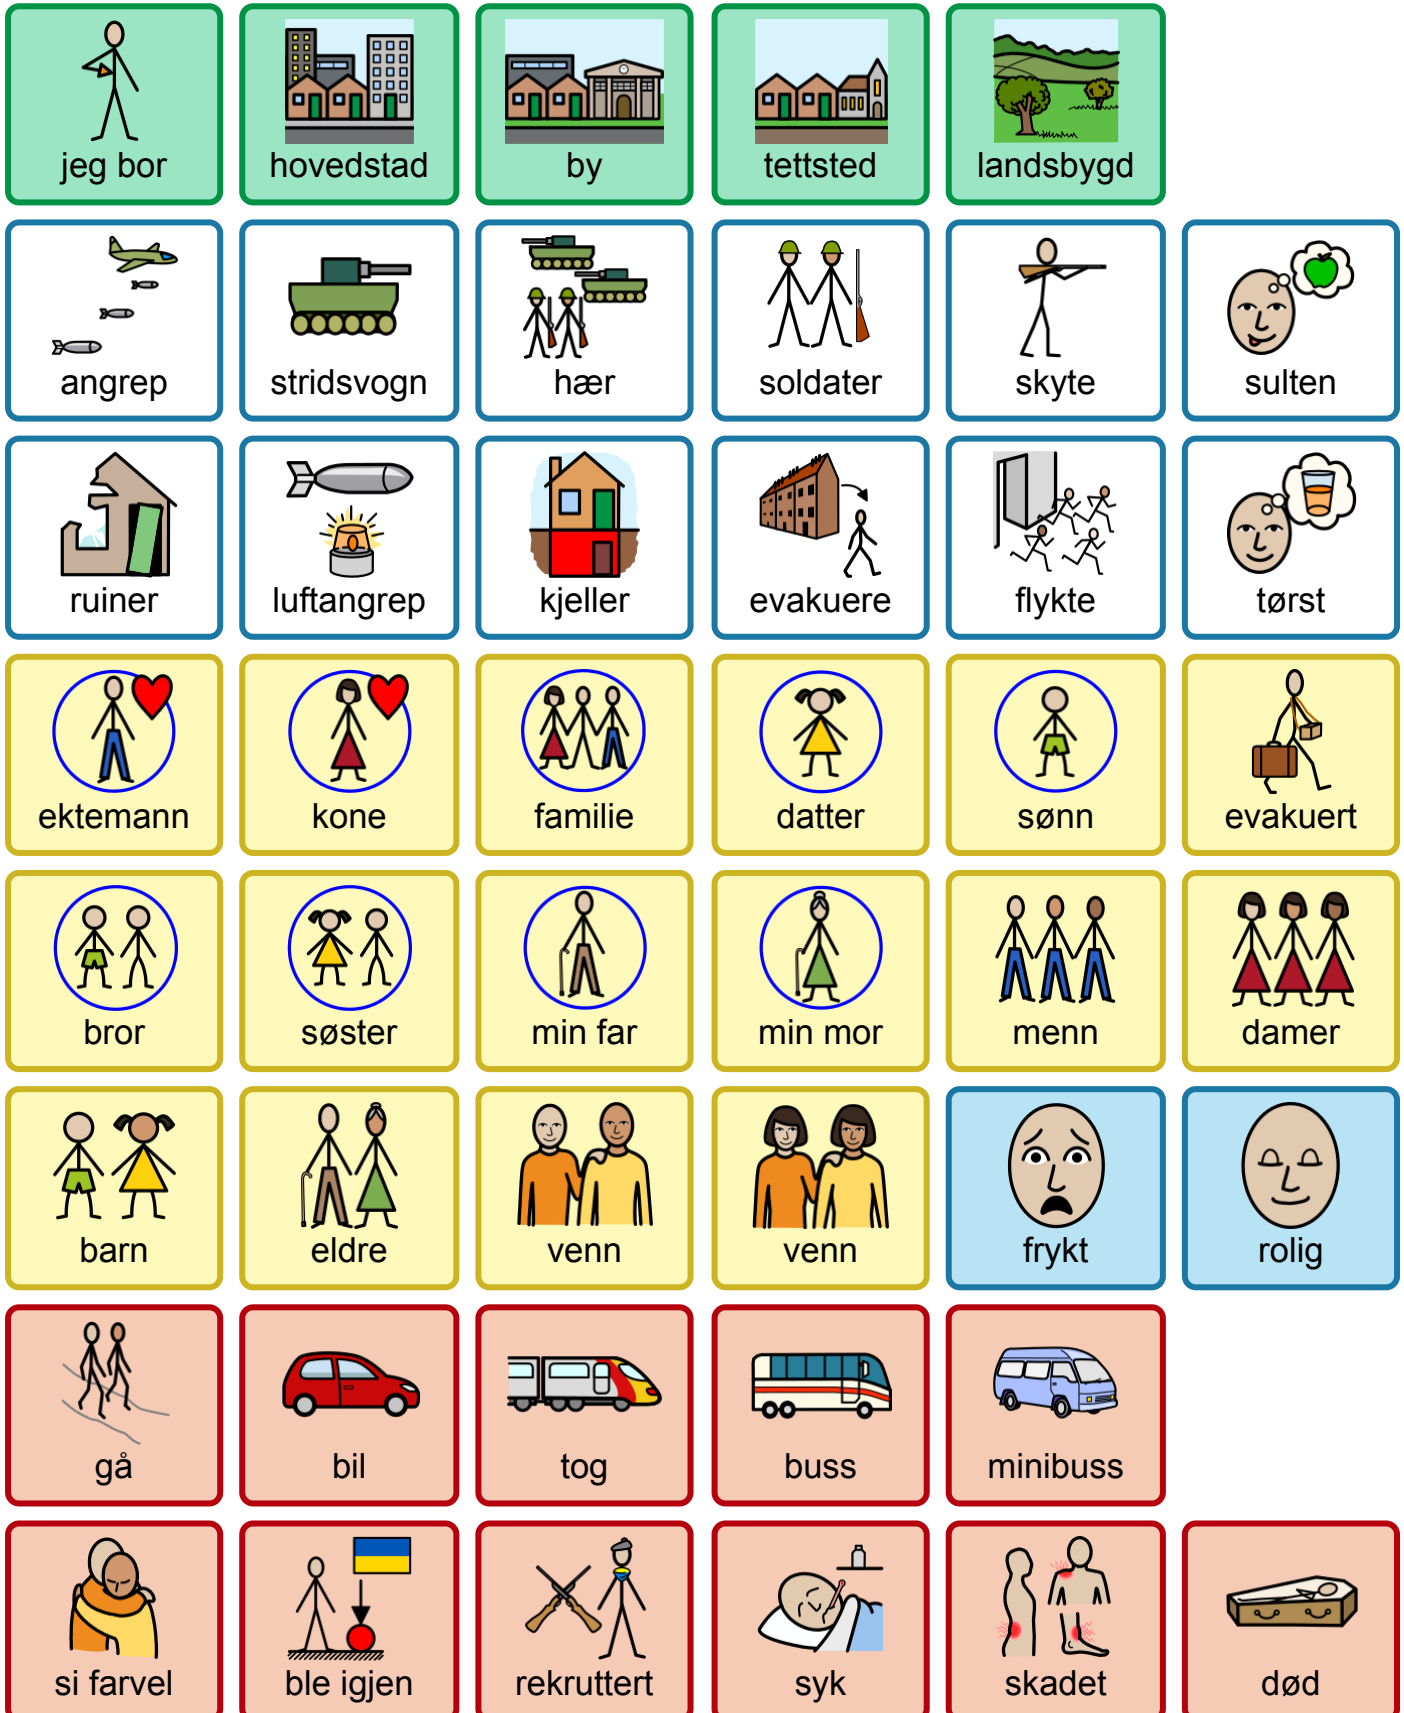 jeg bor
hovedstad
by
tettsted
landsbygd
angrep
stridsvogn
hær
soldater
skyte
sulten
ruiner
luftangrep
kjeller
evakuere
flykte
tørst
ektemann
kone
familie
datter
sønn
evakuert
bror
søster
min far
min mor
menn
damer
barn
eldre
venn
venn
frykt
rolig
gå
bil
tog
buss
minibuss
si farvel
ble igjen
rekruttert
syk
skadet
død